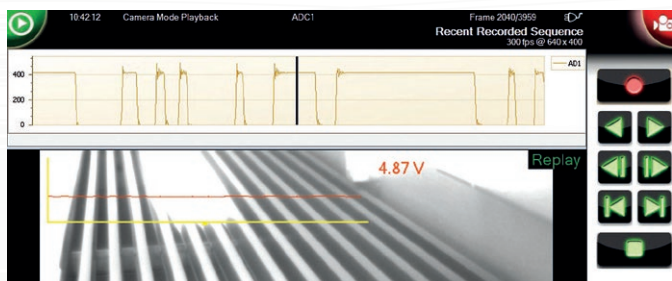 10:42.12 Camera Mode Playback ADC1 Frame 2040/3959
Recent Recorded Sequence
300 fps @ 640 x 400
400
200
0
AD1
4.87 V
Replay